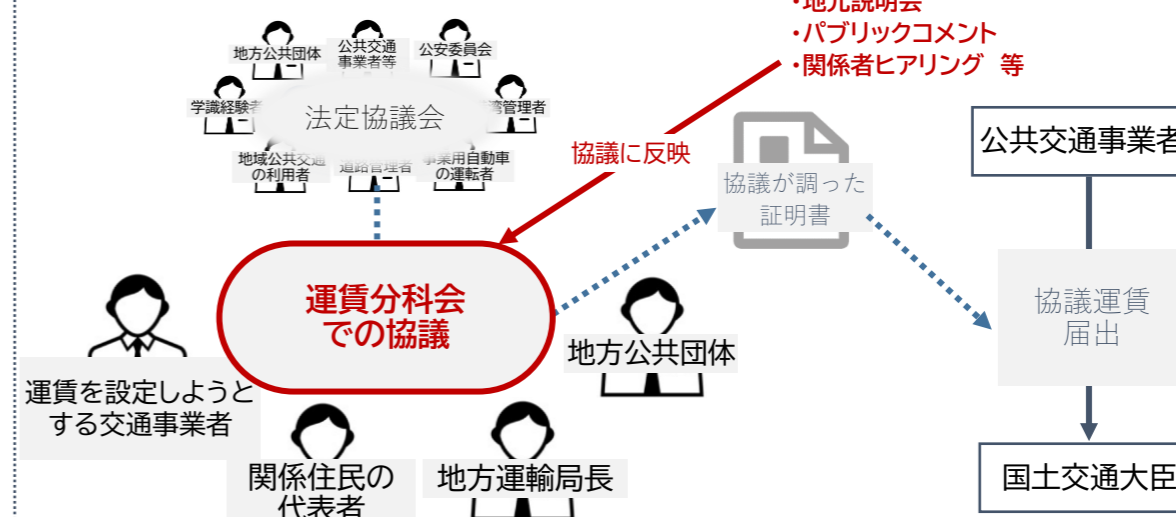 ・地元説明会
・パブリックコメント
・関係者ヒアリング 等
地方公共団体
公共交通
事業者等
公安委員会
学識経験者
管理者
法定協議会
地域公共交通
の利用者
道路管理者
事業用自動車
の運転者
協議に反映
協議が調った
証明書
公共交通事業者
運賃分科会
での協議
協議運賃
届出
地方公共団体
運賃を設定しようと
する交通事業者
関係住民の
代表者
地方運輸局長
国土交通大臣